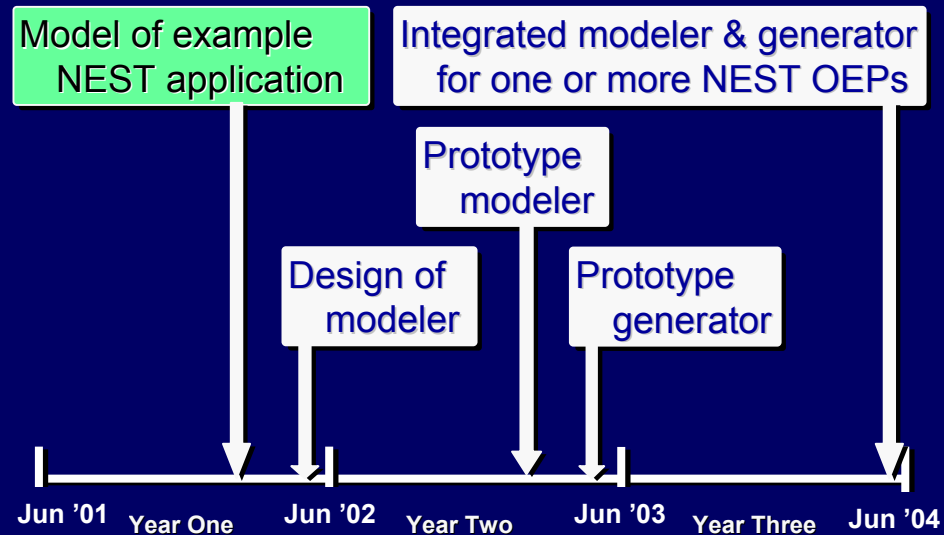 Model of example
NEST application
Integrated modeler & generator
for one or more NEST OEPs
Prototype
modeler
Design of
modeler
Prototype
generator
Jun ’01 Year One Jun ’02 Year Two Jun ’03 Year Three Jun ’04